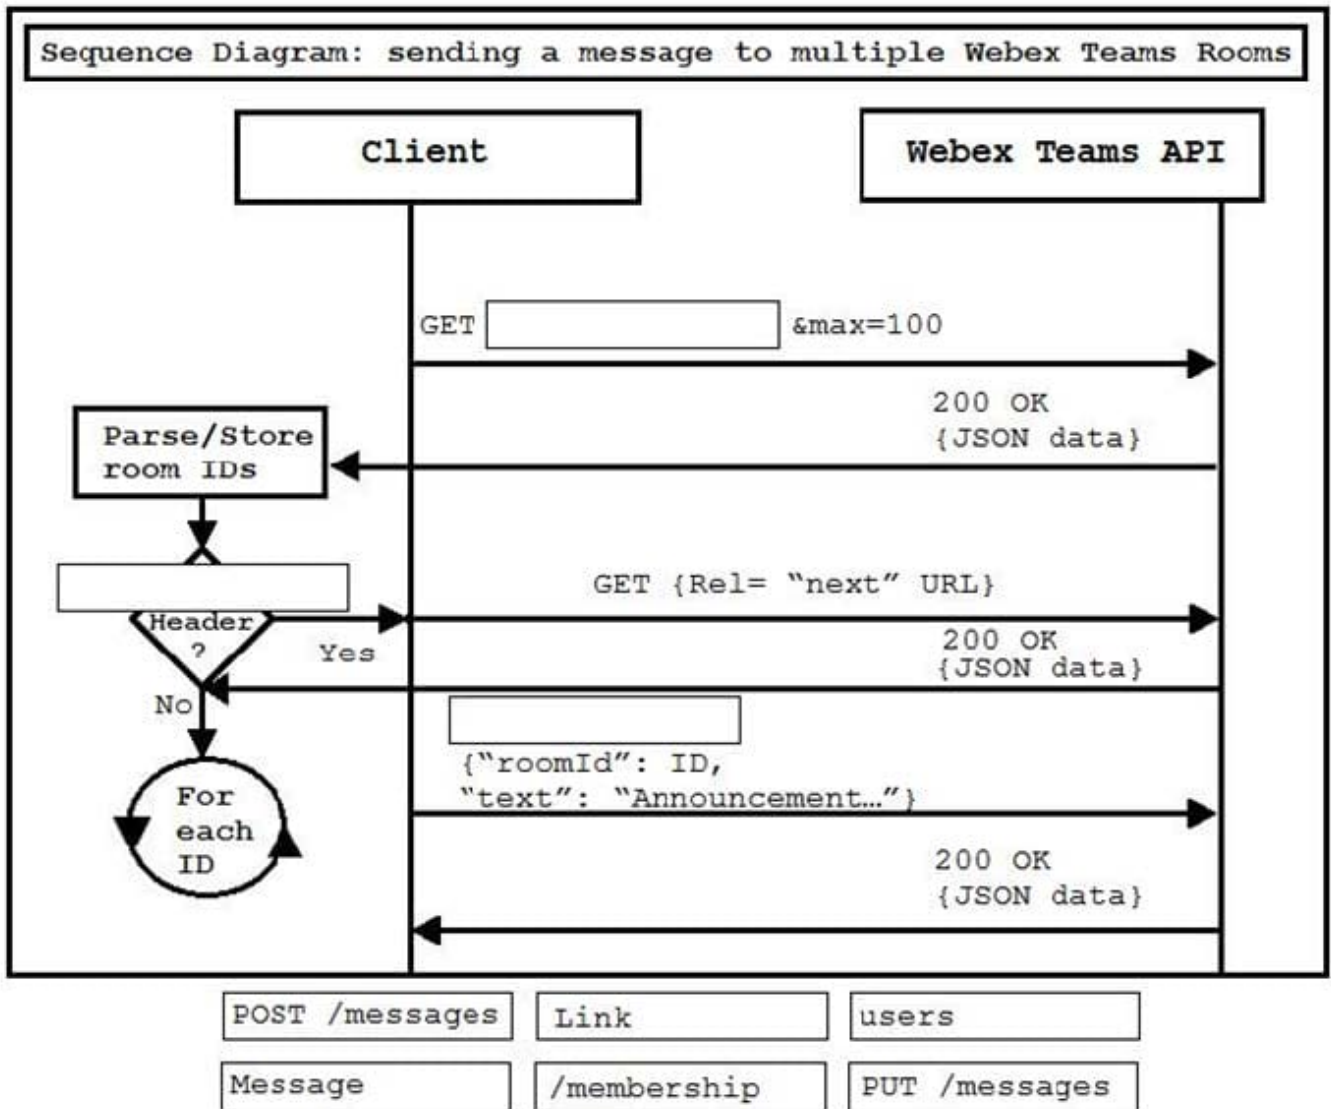 Sequence Diagram: sending a message to multiple Webex Teams Rooms
Client
Webex Teams API
GET
&max=100
200 OK
{JSON data}
Parse/Store
room IDs
GET {Rel= “next” URL}
Header
?
Yes
200 OK
{JSON data}
No
{“roomId”: ID,
“text”: “Announcement…”}
For
each
ID
200 OK
{JSON data}
POST /messages
Link
users
Message
/membership
PUT /messages